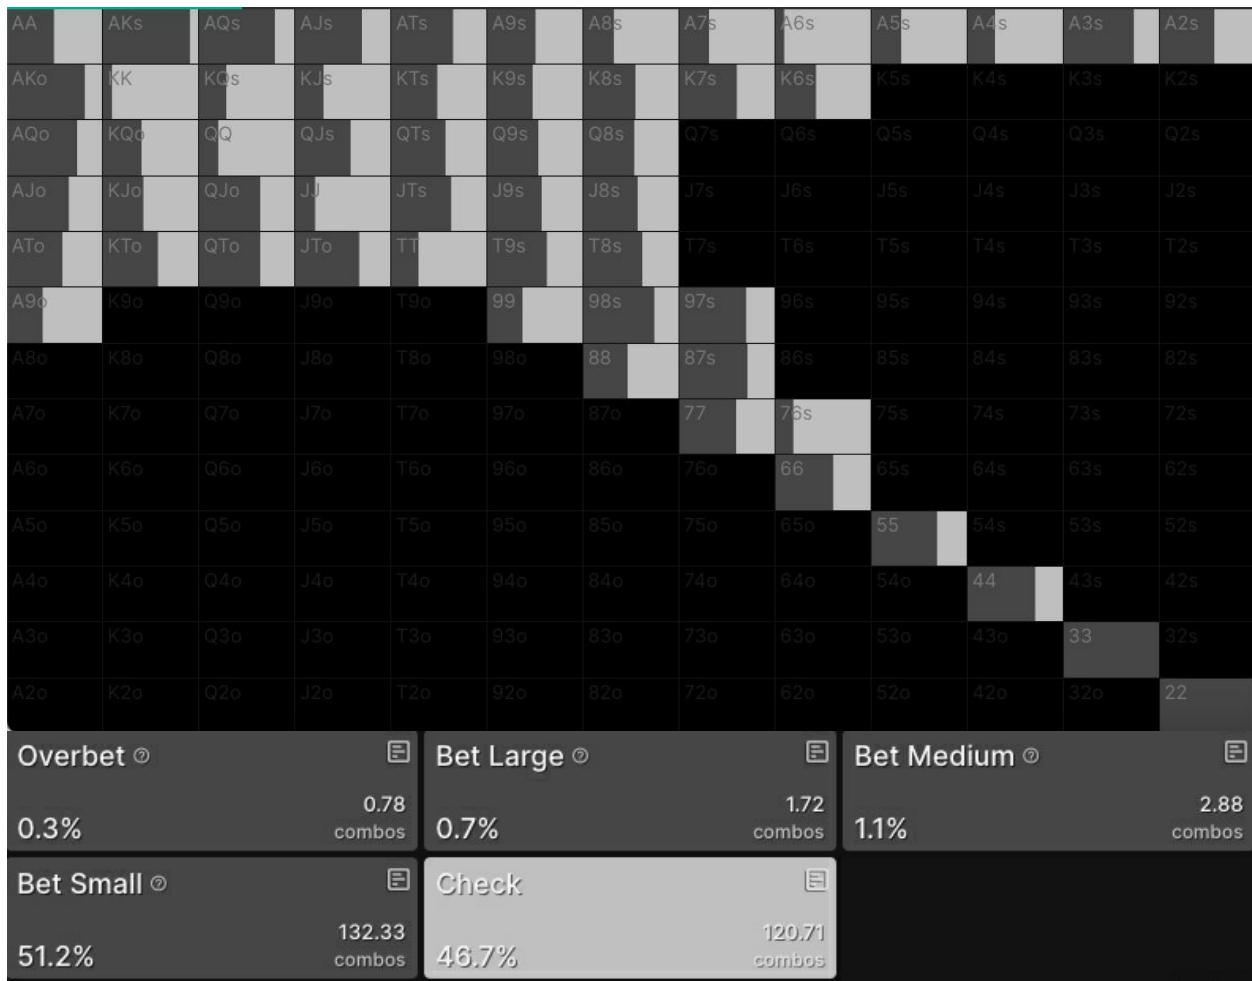 AA AKs AQs AJs ATs A9s A8s A7s A6s A5s A4s A3s A2s
AKo KK KQs KJs KTs K9s K8s K7s K6s K5s K4s K3s K2s
AQo KQo QQ QJs QTs Q9s Q8s Q7s Q6s Q5s Q4s Q3s Q2s
AJo KJo QJo JJ JTs J9s J8s J7s J6s J5s J4s J3s J2s
ATo KTo QTo JTo TT T9s T8s T7s T6s T5s T4s T3s T2s
A9o K9o Q9o J9o T9o 99 98s 97s 96s 95s 94s 93s 92s
A8o K8o Q8o J8o T8o 98o 88 87s 86s 85s 84s 83s 82s
A7o K7o Q7o J7o T7o 97o 87o 77 76s 75s 74s 73s 72s
A6o K6o Q6o J6o T6o 96o 86o 76o 66 65s 64s 63s 62s
A5o K5o Q5o J5o T5o 95o 85o 75o 65o 55 54s 53s 52s
A4o K4o Q4o J4o T4o 94o 84o 74o 64o 54o 44 43s 42s
A3o K3o Q3o J3o T3o 93o 83o 73o 63o 53o 43o 33 32s
A2o K2o Q2o J2o T2o 92o 82o 72o 62o 52o 42o 32o 22
Overbet ? Bet Large ? Bet Medium ?
0.78 1.72 2.88
0.3% combos 0.7% combos 1.1% combos
Bet Small ? Check
132.33 120.71
51.2% combos 46.7% combos